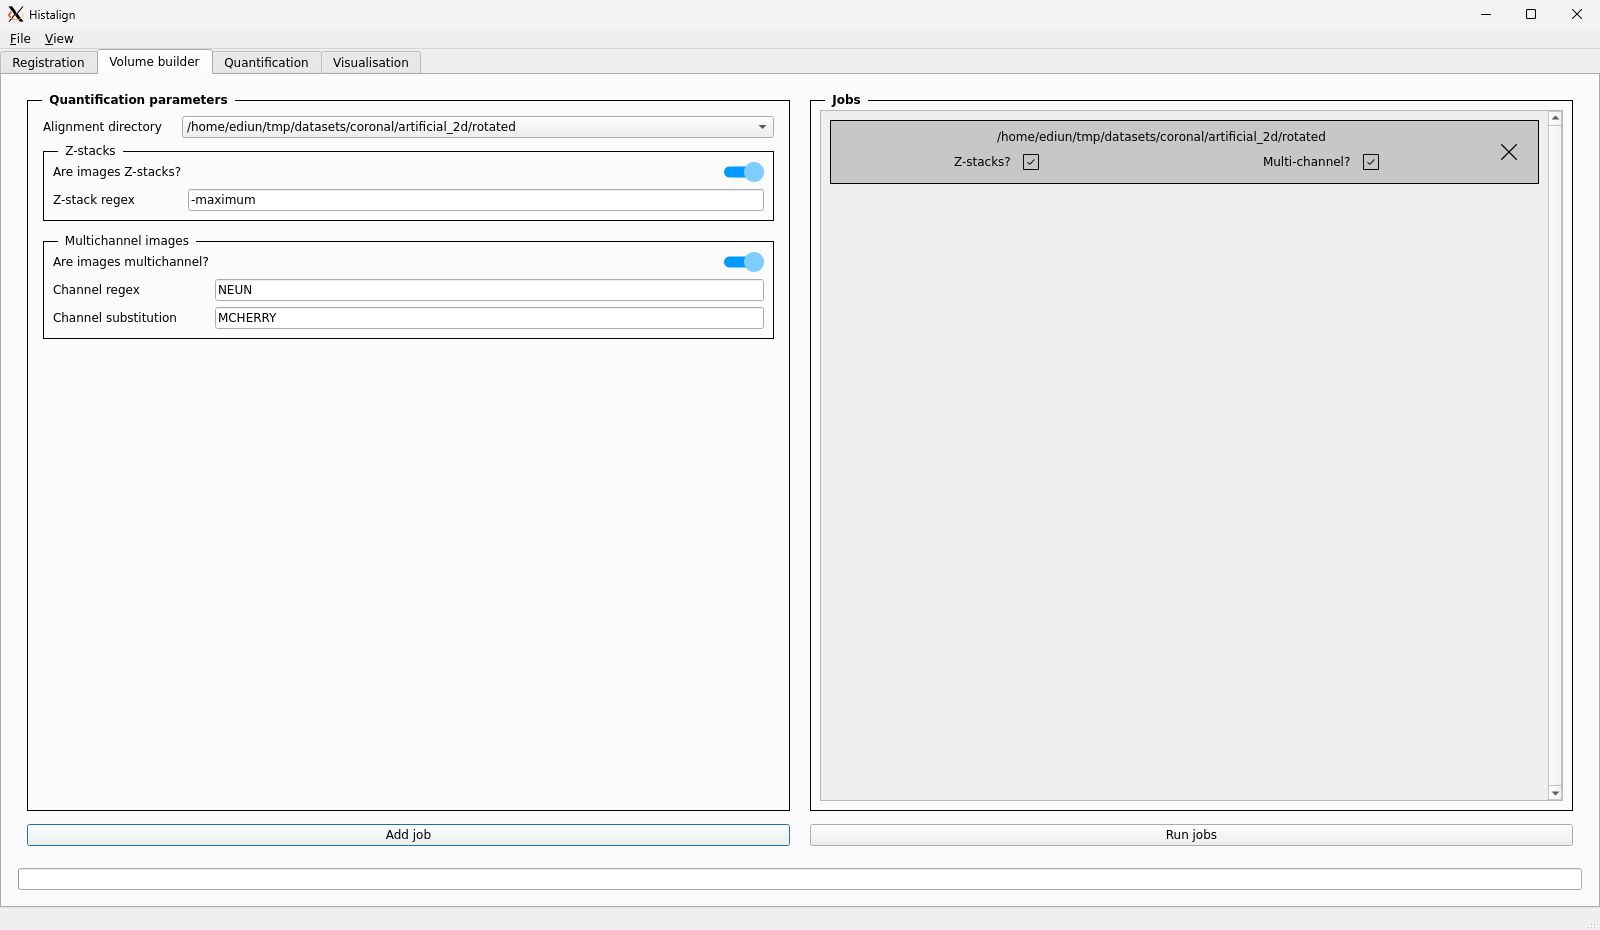 Histalign
File View
Registration Volume builder Quantification Visualisation
Quantification parameters
Alignment directory /home/ediun/tmp/datasets/coronal/artificial_2d/rotated
Z-stacks
Are images Z-stacks?
Z-stack regex -maximum
Multichannel images
Are images multichannel?
Channel regex NEUN
Channel substitution MCHERRY
Add job
Jobs
/home/ediun/tmp/datasets/coronal/artificial_2d/rotated
Z-stacks? Multi-channel?
Run jobs